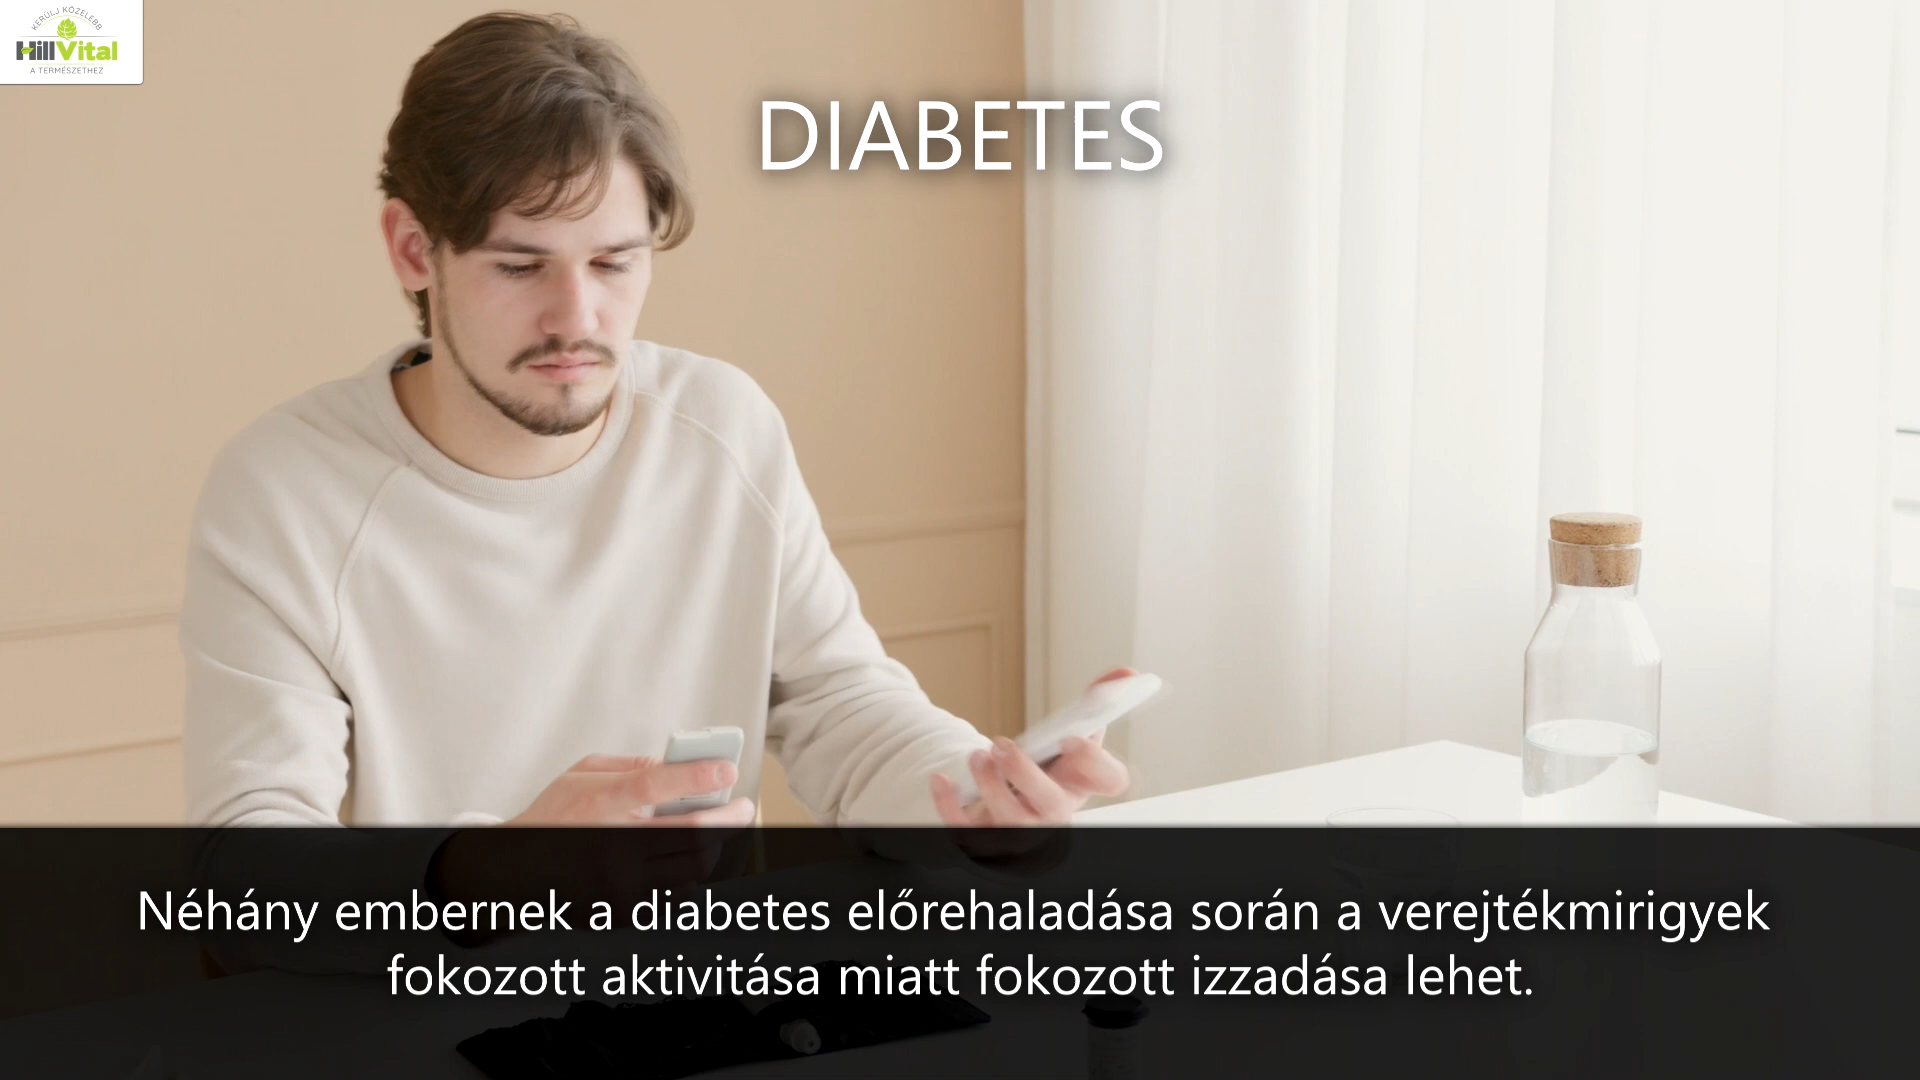 KERÜLJ KÖZELEBB
HillVital
A TERMÉSZETHEZ
DIABETES
Néhány embernek a diabetes előrehaladása során a verejtékmirigyek
fokozott aktivitása miatt fokozott izzadása lehet.